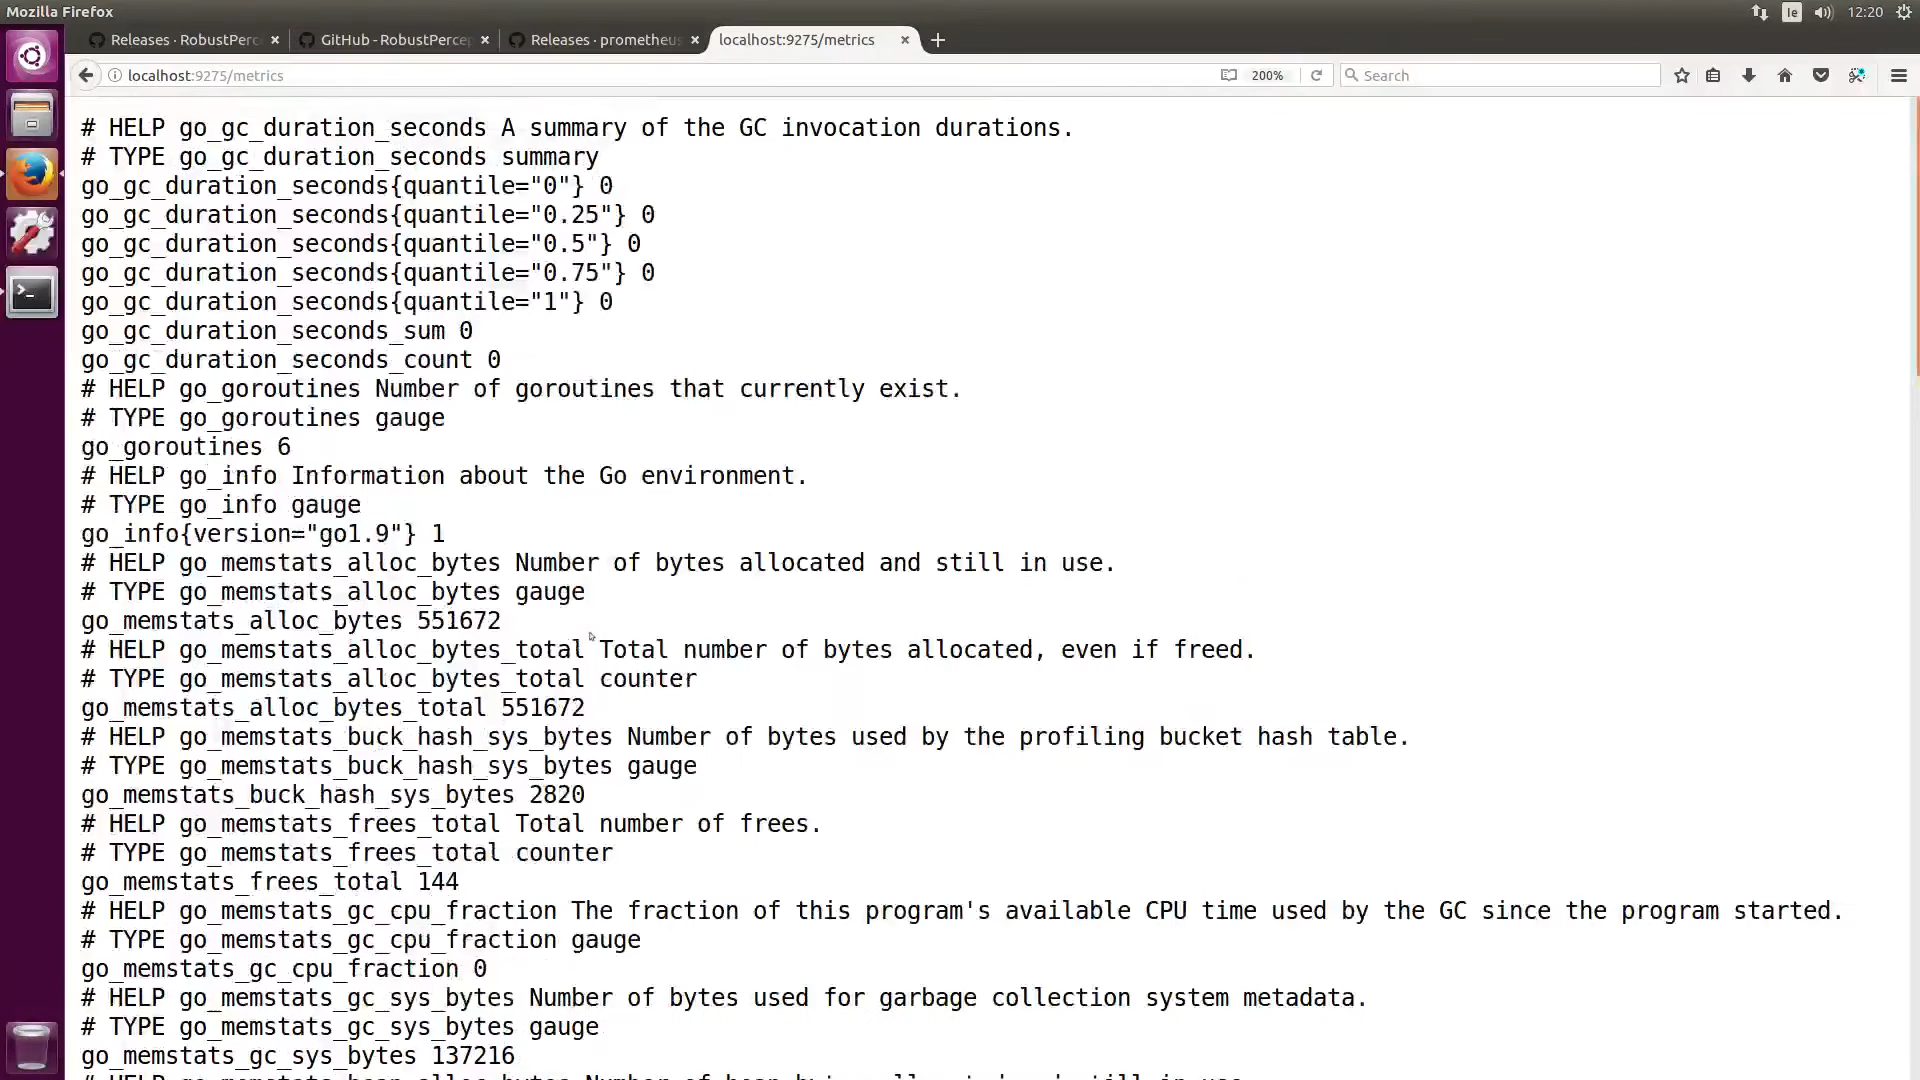 Mozilla Firefox
Ie
12:20
Releases · RobustPerc
GitHub - RobustPercep
Releases · prometheus
localhost:9275/metrics
localhost:9275/metrics
200%
Search
# HELP go_gc_duration_seconds A summary of the GC invocation durations.
# TYPE go_gc_duration_seconds summary
go_gc_duration_seconds{quantile="0"} 0
go_gc_duration_seconds{quantile="0.25"} 0
go_gc_duration_seconds{quantile="0.5"} 0
go_gc_duration_seconds{quantile="0.75"} 0
go_gc_duration_seconds{quantile="1"} 0
go_gc_duration_seconds_sum 0
go_gc_duration_seconds_count 0
# HELP go_goroutines Number of goroutines that currently exist.
# TYPE go_goroutines gauge
go_goroutines 6
# HELP go_info Information about the Go environment.
# TYPE go_info gauge
go_info{version="go1.9"} 1
# HELP go_memstats_alloc_bytes Number of bytes allocated and still in use.
# TYPE go_memstats_alloc_bytes gauge
go_memstats_alloc_bytes 551672
# HELP go_memstats_alloc_bytes_total Total number of bytes allocated, even if freed.
# TYPE go_memstats_alloc_bytes_total counter
go_memstats_alloc_bytes_total 551672
# HELP go_memstats_buck_hash_sys_bytes Number of bytes used by the profiling bucket hash table.
# TYPE go_memstats_buck_hash_sys_bytes gauge
go_memstats_buck_hash_sys_bytes 2820
# HELP go_memstats_frees_total Total number of frees.
# TYPE go_memstats_frees_total counter
go_memstats_frees_total 144
# HELP go_memstats_gc_cpu_fraction The fraction of this program's available CPU time used by the GC since the program started.
# TYPE go_memstats_gc_cpu_fraction gauge
go_memstats_gc_cpu_fraction 0
# HELP go_memstats_gc_sys_bytes Number of bytes used for garbage collection system metadata.
# TYPE go_memstats_gc_sys_bytes gauge
go_memstats_gc_sys_bytes 137216